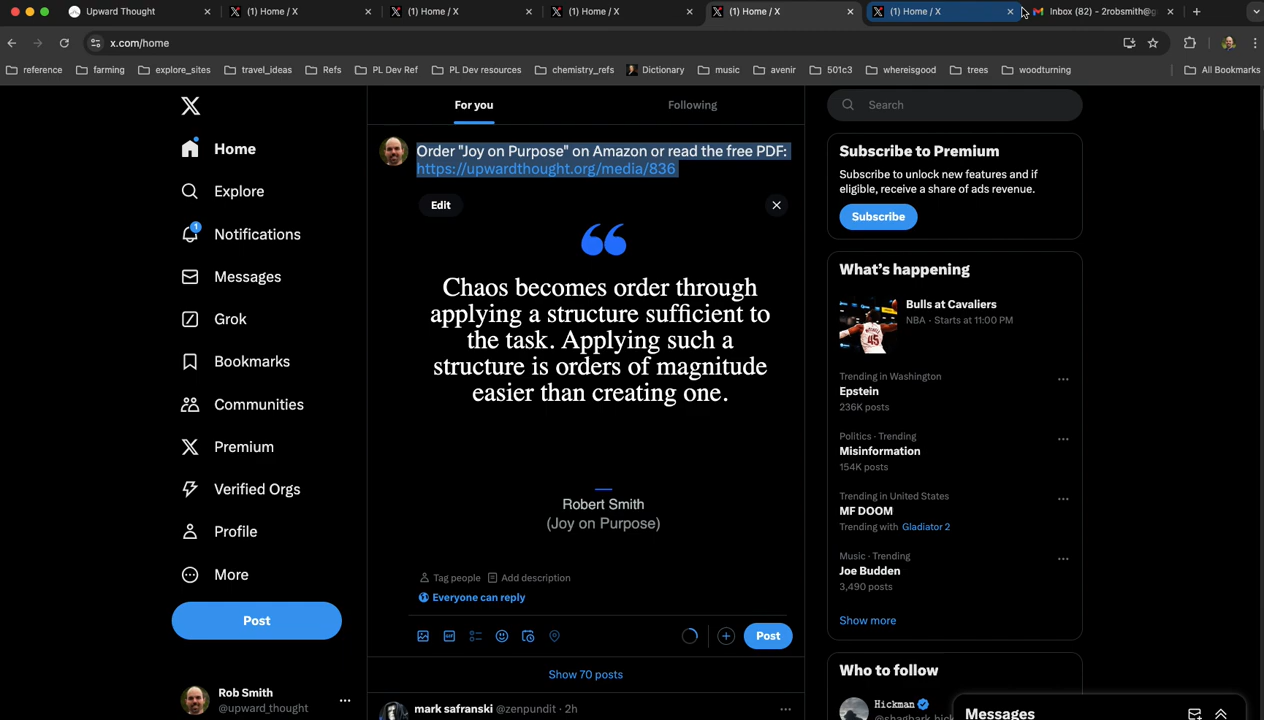 Upward Thought
(1) Home / X
(1) Home / X
(1) Home / X
(1) Home / X
(1) Home / X
Inbox (82) - 2robsmith@g
x.com/home
reference
farming
explore_sites
travel_ideas
Refs
PL Dev Ref
PL Dev resources
chemistry_refs
Dictionary
music
avenir
501c3
whereisgood
trees
woodturning
All Bookmarks
Home
Explore
1
Notifications
Messages
Grok
Bookmarks
Communities
Premium
Verified Orgs
Profile
More
Post
Rob Smith
@upward_thought
For you
Following
Order "Joy on Purpose" on Amazon or read the free PDF:
https://upwardthought.org/media/836
Edit
Chaos becomes order through
applying a structure sufficient to
the task. Applying such a
structure is orders of magnitude
easier than creating one.
Robert Smith
(Joy on Purpose)
Tag people
Add description
Everyone can reply
GIF
Post
Show 70 posts
mark safranski @zenpundit · 2h
Search
Subscribe to Premium
Subscribe to unlock new features and if
eligible, receive a share of ads revenue.
Subscribe
What's happening
Bulls at Cavaliers
NBA · Starts at 11:00 PM
45
Trending in Washington
Epstein
236K posts
Politics · Trending
Misinformation
154K posts
Trending in United States
MF DOOM
Trending with Gladiator 2
Music · Trending
Joe Budden
3,490 posts
Show more
Who to follow
Hickman
Messages